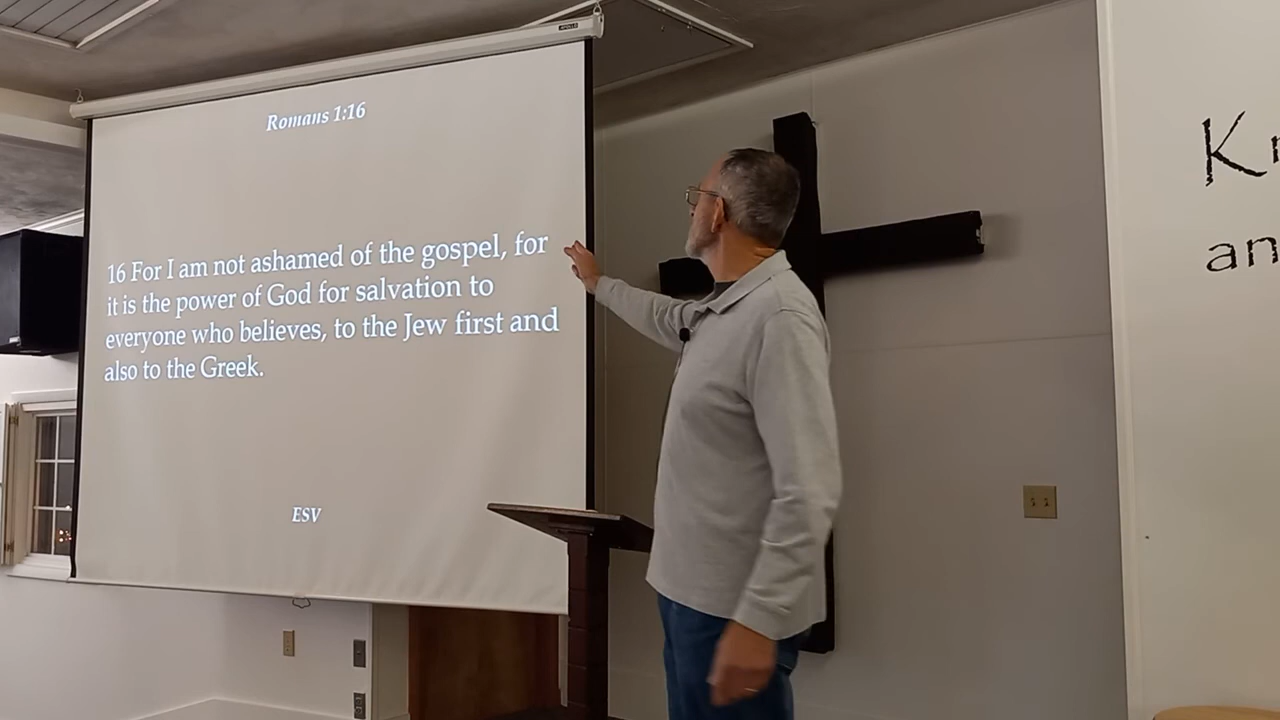 Romans 1:16
16 For I am not ashamed of the gospel, for
it is the power of God for salvation to
everyone who believes, to the Jew first and
also to the Greek.
ESV